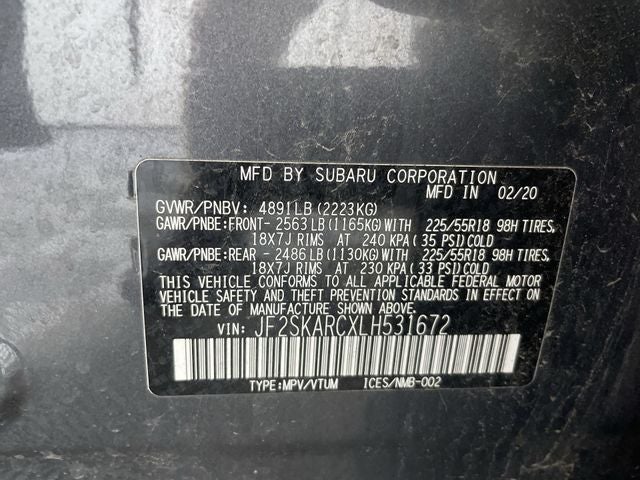 MFD BY SUBARU CORPORATION
MFD IN 02/20
GVWR/PNBV: 4891LB (2223KG)
GAWR/PNBE:FRONT- 2563LB (1165KG) WITH 225/55R18 98H TIRES,
18X7J RIMS AT 240 KPA (35 PSI) COLD
GAWR/PNBE:REAR - 2486LB (1130KG) WITH 225/55R18 98H TIRES,
18X7J RIMS AT 230 KPA (33 PSI) COLD
THIS VEHICLE CONFORMS TO ALL APPLICABLE FEDERAL MOTOR
VEHICLE SAFETY AND THEFT PREVENTION STANDARDS IN EFFECT ON
THE DATE OF MANUFACTURE SHOWN ABOVE.
VIN: JF2SKARCXLH531672
TYPE:MPV/VTUM ICES/NMB-002